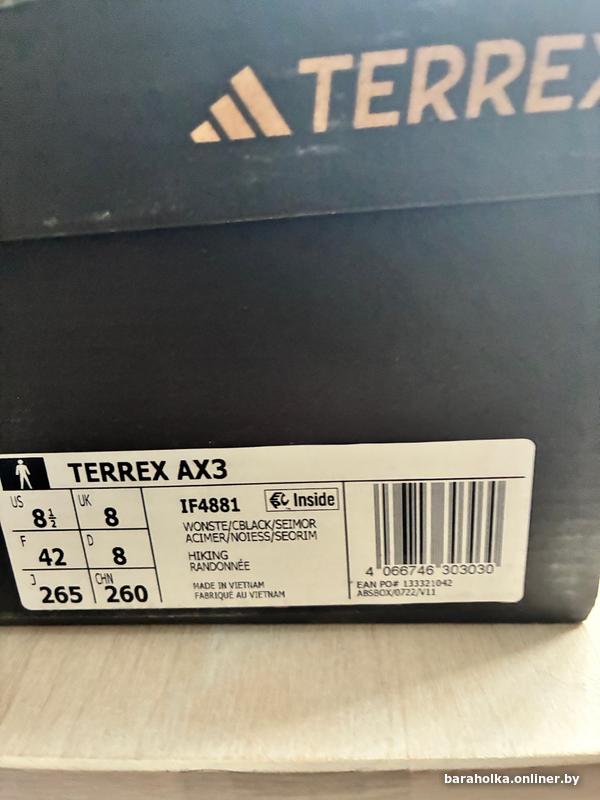 TERREX
TERREX AX3
US 8½ UK 8
F 42 D 8
J 265 CHN 260
IF4881
Inside
WONSTE/CBLACK/SEIMOR
ACIMER/NOIESS/SEORIM
HIKING
RANDONNÉE
MADE IN VIETNAM
FABRIQUÉ AU VIETNAM
4 066746 303030
EAN PO# 133321042
ABSBOX/0722/V11
baraholka.onliner.by